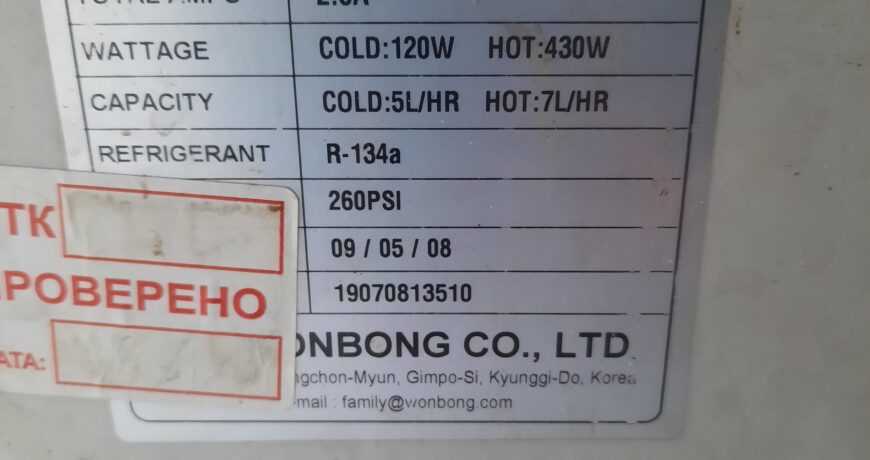 WATTAGE COLD:120W HOT:430W
CAPACITY COLD:5L/HR HOT:7L/HR
REFRIGERANT R-134a
260PSI
09 / 05 / 08
19070813510
ONBONG CO., LTD
ngchon-Myun, Gimpo-Si, Kyunggi-Do, Korea
mail : family@wonbong.com
ТК
РОВЕРЕНО
АТА: